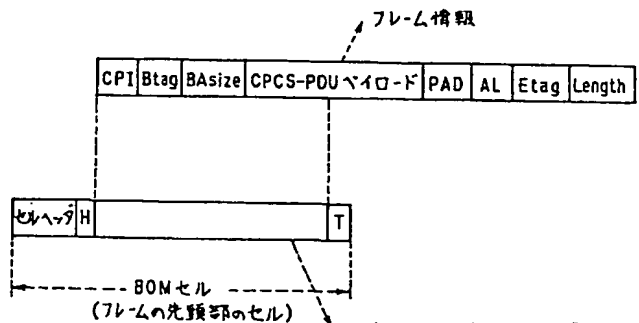 フレーム情報
CPI Btag BAsize CPCS-PDUペイロード PAD AL Etag Length
セルヘッダ H T
BOMセル
(フレームの先頭部のセル)